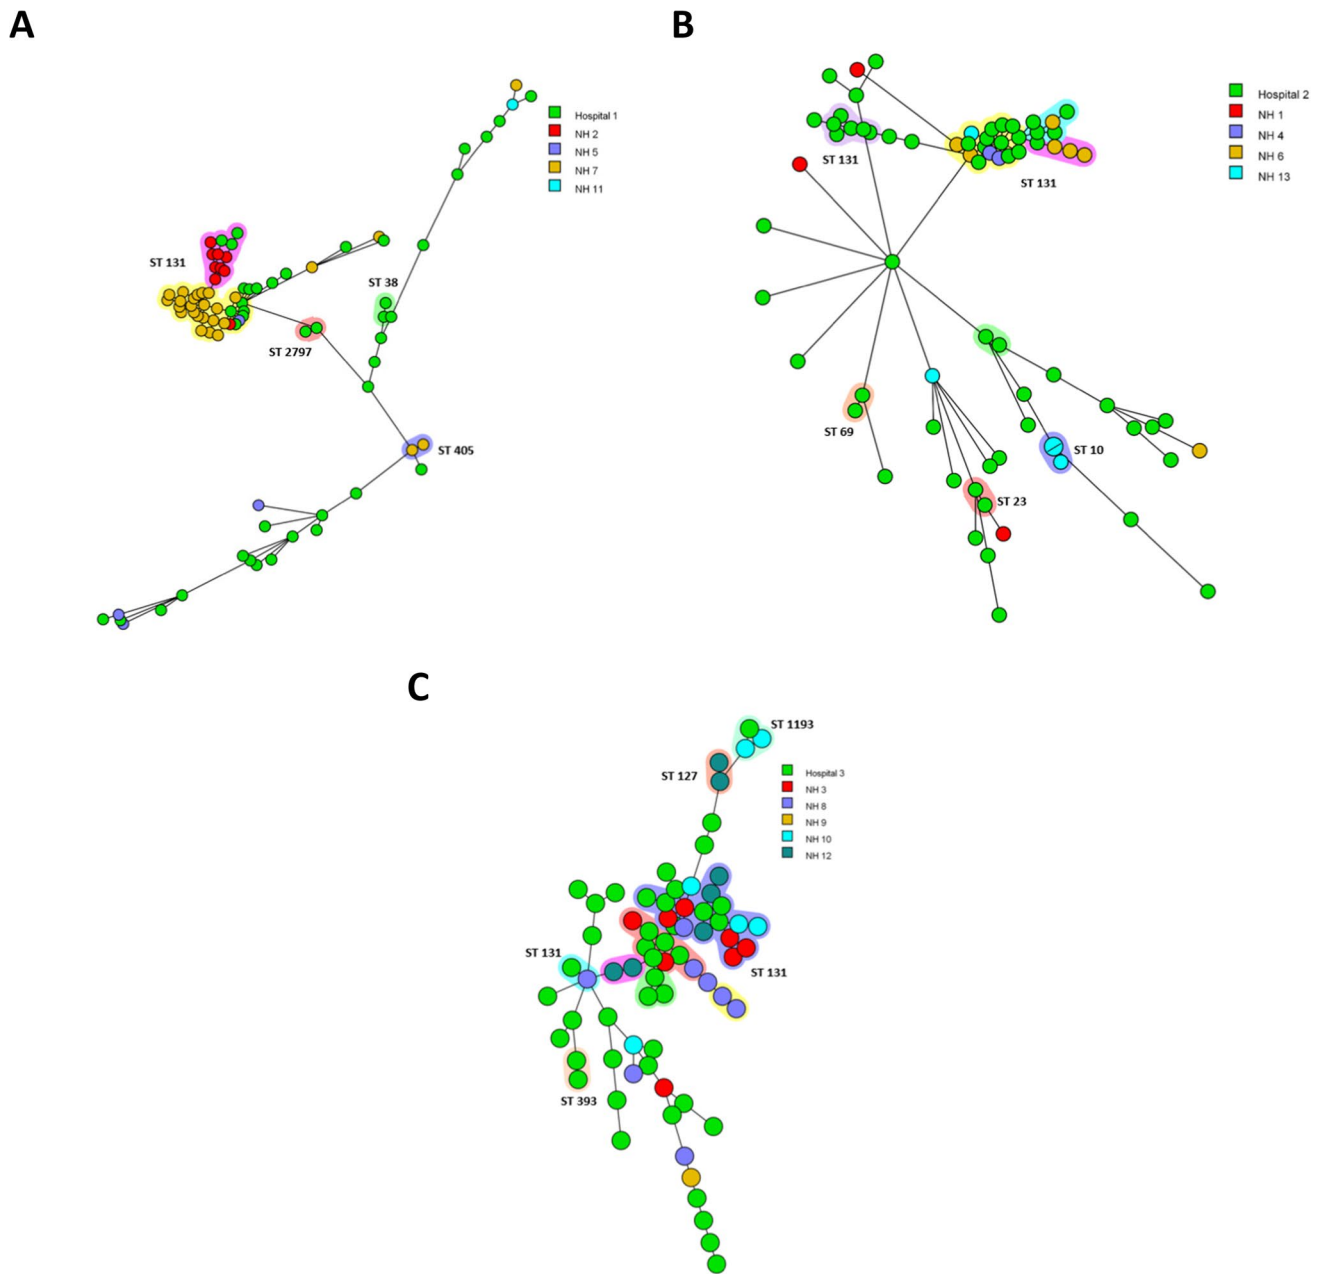 A
Hospital 1
NH 2
NH 5
NH 7
NH 11
ST 131
ST 38
ST 2797
ST 405
B
Hospital 2
NH 1
NH 4
NH 6
NH 13
ST 131
ST 131
ST 69
ST 10
ST 23
C
ST 1193
ST 127
Hospital 3
NH 3
NH 8
NH 9
NH 10
NH 12
ST 131
ST 131
ST 393